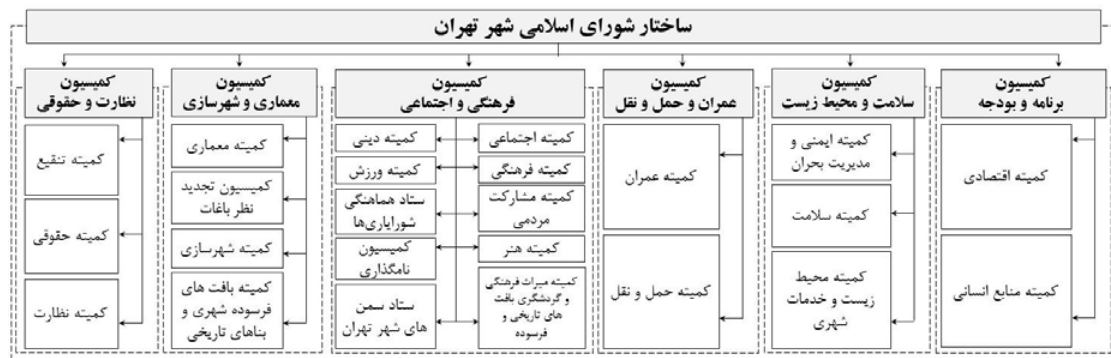 ساختار شورای اسلامی شهر تهران
کمیسیون
برنامه و بودجه
کمیته اقتصادی
کمیته منابع انسانی
کمیسیون
سلامت و محیط زیست
کمیته ایمنی و
مدیریت بحران
کمیته سلامت
کمیته محیط
زیست و خدمات
شهری
کمیسیون
عمران و حمل و نقل
کمیته عمران
کمیته حمل و نقل
کمیسیون
فرهنگی و اجتماعی
کمیته اجتماعی
کمیته فرهنگی
کمیته مشارکت
مردمی
کمیته هنر
کمیته میراث فرهنگی
و گردشگری بافت
های تاریخی و
فرسوده
کمیته دینی
کمیته ورزش
ستاد هماهنگی
شورایاری‌ها
کمیسیون
نامگذاری
ستاد سمن
های شهر تهران
کمیسیون
معماری و شهرسازی
کمیته معماری
کمیسیون تجدید
نظر باغات
کمیته شهرسازی
کمیته بافت های
فرسوده شهری و
بناهای تاریخی
کمیسیون
نظارت و حقوقی
کمیته تنقیع
کمیته حقوقی
کمیته نظارت